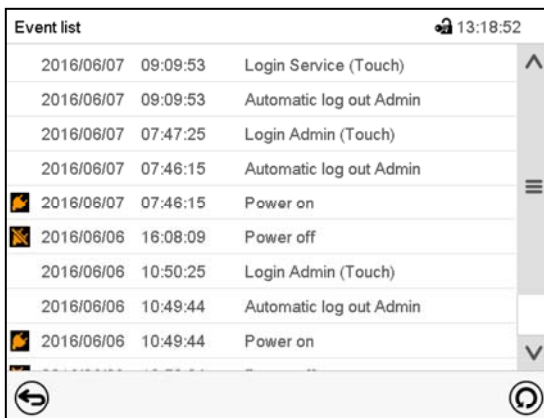 Event list 13:18:52
2016/06/07 09:09:53 Login Service (Touch)
2016/06/07 09:09:53 Automatic log out Admin
2016/06/07 07:47:25 Login Admin (Touch)
2016/06/07 07:46:15 Automatic log out Admin
2016/06/07 07:46:15 Power on
2016/06/06 16:08:09 Power off
2016/06/06 10:50:25 Login Admin (Touch)
2016/06/06 10:49:44 Automatic log out Admin
2016/06/06 10:49:44 Power on